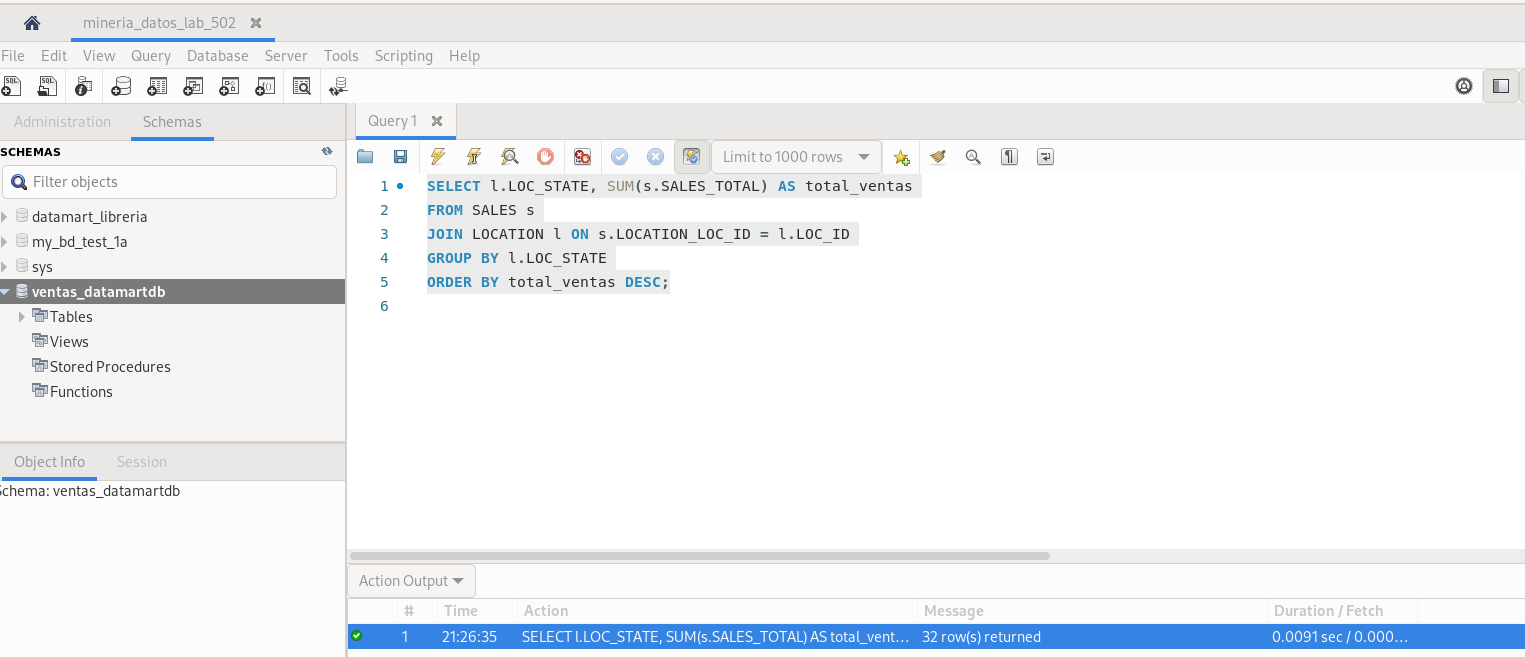 mineria_datos_lab_502
File Edit View Query Database Server Tools Scripting Help
Administration Schemas
SCHEMAS
Filter objects
datamart_libreria
my_bd_test_1a
sys
ventas_datamartdb
Tables
Views
Stored Procedures
Functions
Object Info Session
Schema: ventas_datamartdb
Query 1
Limit to 1000 rows
1 SELECT l.LOC_STATE, SUM(s.SALES_TOTAL) AS total_ventas
2 FROM SALES s
3 JOIN LOCATION l ON s.LOCATION_LOC_ID = l.LOC_ID
4 GROUP BY l.LOC_STATE
5 ORDER BY total_ventas DESC;
6
Action Output
# Time Action Message Duration / Fetch
1 21:26:35 SELECT l.LOC_STATE, SUM(s.SALES_TOTAL) AS total_vent... 32 row(s) returned 0.0091 sec / 0.000...